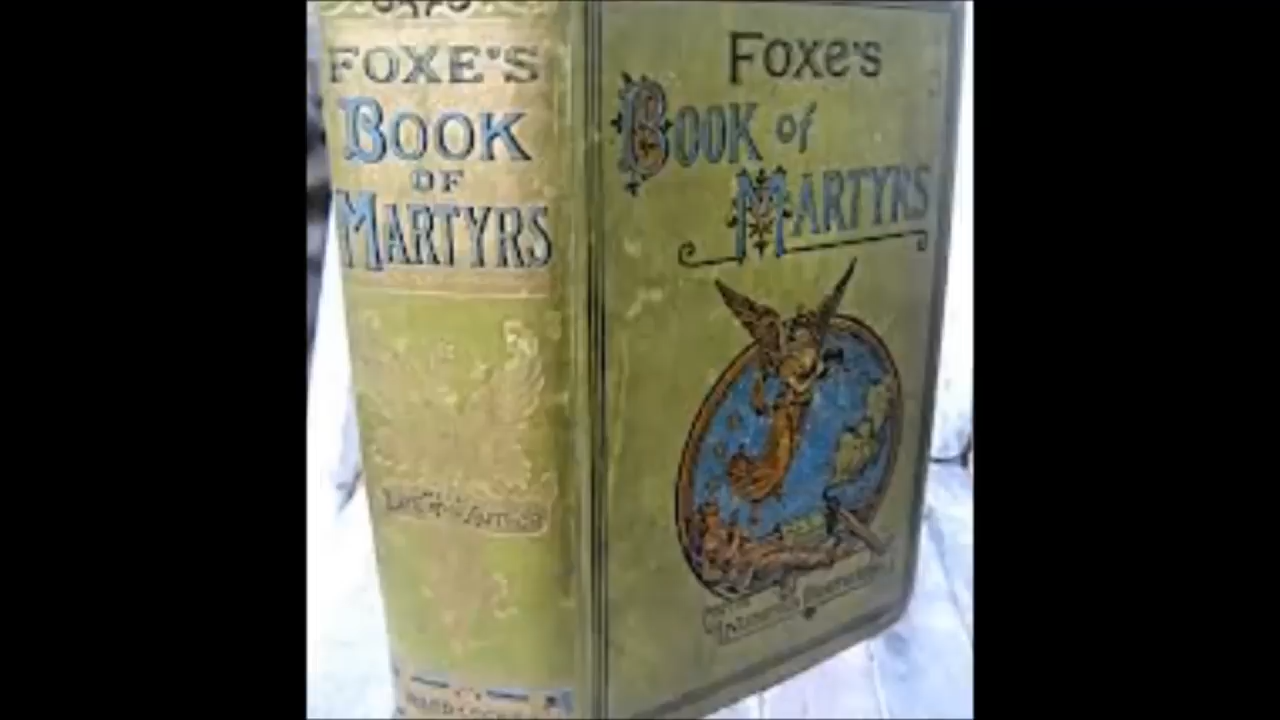 FOXE'S
BOOK
OF
MARTYRS
Foxe's
BOOK of
MARTYRS